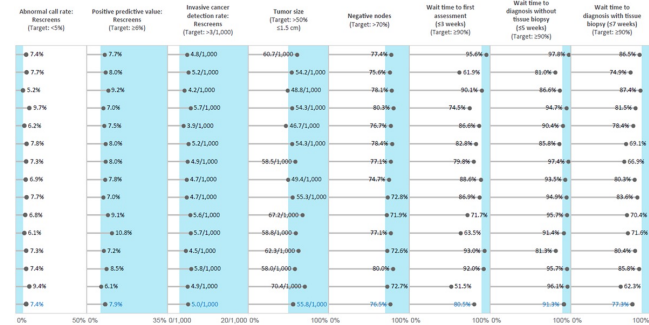 Abnormal call rate: Rescreens (Target: <5%)
Positive predictive value: Rescreens (Target: ≥6%)
Invasive cancer detection rate: Rescreens (Target: >3/1,000)
Tumor size (Target: >50% ≤1.5 cm)
Negative nodes (Target: >70%)
Wait time to first assessment (≤3 weeks) (Target: ≥90%)
Wait time to diagnosis without tissue biopsy (≤5 weeks) (Target: ≥90%)
Wait time to diagnosis with tissue biopsy (≤7 weeks) (Target: ≥90%)
7.4% 7.7% 4.8/1,000 60.7/1,000 77.4% 95.6% 97.8% 86.5%
7.7% 8.0% 5.2/1,000 54.2/1,000 75.6% 61.9% 81.0% 74.9%
5.2% 9.2% 4.2/1,000 48.8/1,000 78.1% 90.1% 86.6% 87.4%
9.7% 7.0% 5.7/1,000 54.3/1,000 80.3% 74.5% 94.7% 81.5%
6.2% 7.5% 3.9/1,000 46.7/1,000 76.7% 86.6% 90.4% 78.4%
7.8% 8.0% 5.2/1,000 54.3/1,000 78.4% 82.8% 85.8% 69.1%
7.3% 8.0% 4.9/1,000 58.5/1,000 77.1% 79.8% 97.4% 66.9%
6.9% 7.8% 4.7/1,000 49.4/1,000 74.7% 88.6% 93.5% 80.3%
7.7% 7.0% 4.7/1,000 55.3/1,000 72.8% 86.9% 94.9% 83.6%
6.8% 9.1% 5.6/1,000 67.2/1,000 71.9% 71.7% 95.7% 70.4%
6.1% 10.8% 5.7/1,000 58.8/1,000 77.1% 63.5% 91.4% 71.6%
7.3% 7.2% 4.5/1,000 62.3/1,000 72.6% 93.0% 81.3% 80.4%
7.4% 8.5% 5.8/1,000 58.0/1,000 80.0% 92.0% 95.7% 85.8%
9.4% 6.1% 4.9/1,000 70.4/1,000 72.7% 51.5% 96.1% 62.3%
7.4% 7.9% 5.0/1,000 55.8/1,000 76.5% 80.5% 91.3% 77.3%
0% 50% 0% 35% 0/1,000 20/1,000 0% 100% 0% 100% 0% 100% 0% 100% 0% 100%